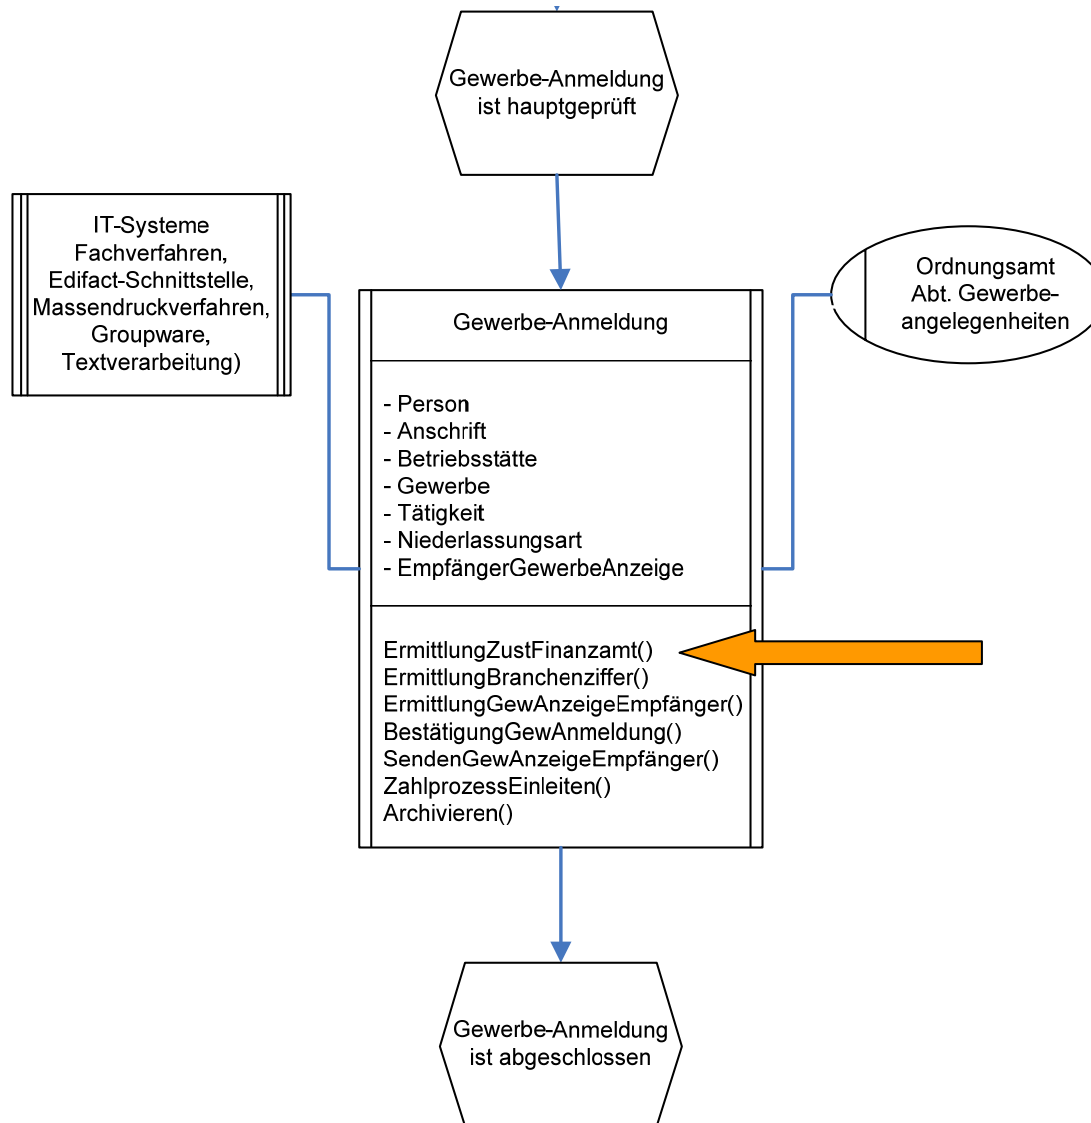 Gewerbe-Anmeldung
ist hauptgeprüft
IT-Systeme
Fachverfahren,
Edifact-Schnittstelle,
Massendruckverfahren,
Groupware,
Textverarbeitung)
Ordnungsamt
Abt. Gewerbe-
angelegenheiten
Gewerbe-Anmeldung
- Person
- Anschrift
- Betriebsstätte
- Gewerbe
- Tätigkeit
- Niederlassungsart
- EmpfängerGewerbeAnzeige
ErmittlungZustFinanzamt()
ErmittlungBranchenziffer()
ErmittlungGewAnzeigeEmpfänger()
BestätigungGewAnmeldung()
SendenGewAnzeigeEmpfänger()
ZahlprozessEinleiten()
Archivieren()
Gewerbe-Anmeldung
ist abgeschlossen